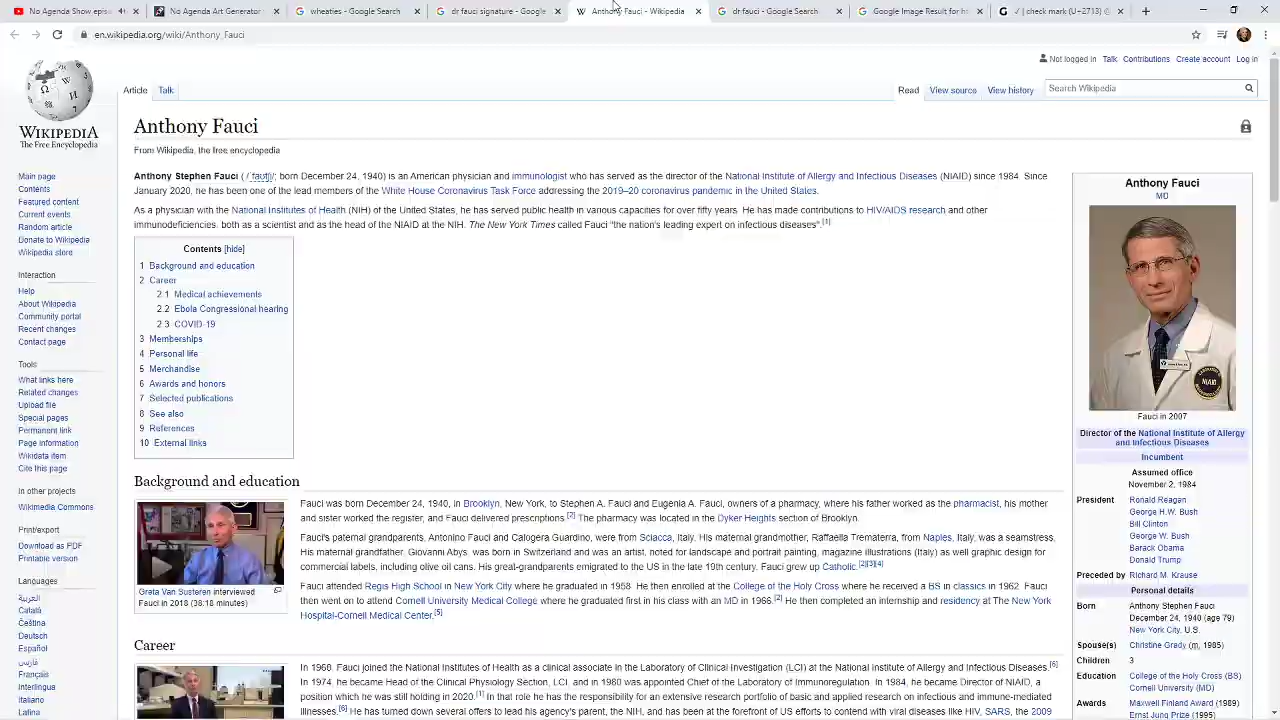 No Agenda Show episode
No Agenda Art Generator
wheaties - Google Search
dr fauci signature - Google
Anthony Fauci - Wikipedia
dr fauci - Google Search
Google Image Result for ht
✓ | check mark (U+2713) @
en.wikipedia.org/wiki/Anthony_Fauci
Not logged in Talk Contributions Create account Log in
Article Talk
Read View source View history
Search Wikipedia
WIKIPEDIA
The Free Encyclopedia
Main page
Contents
Featured content
Current events
Random article
Donate to Wikipedia
Wikipedia store
Interaction
Help
About Wikipedia
Community portal
Recent changes
Contact page
Tools
What links here
Related changes
Upload file
Special pages
Permanent link
Page information
Wikidata item
Cite this page
In other projects
Wikimedia Commons
Print/export
Download as PDF
Printable version
Languages
العربية
Català
Čeština
Deutsch
Español
فارسی
Français
Interlingua
Italiano
Latina
Anthony Fauci
From Wikipedia, the free encyclopedia
Anthony Stephen Fauci (/ˈfaʊtʃi/; born December 24, 1940) is an American physician and immunologist who has served as the director of the National Institute of Allergy and Infectious Diseases (NIAID) since 1984. Since
January 2020, he has been one of the lead members of the White House Coronavirus Task Force addressing the 2019–20 coronavirus pandemic in the United States.
As a physician with the National Institutes of Health (NIH) of the United States, he has served public health in various capacities for over fifty years. He has made contributions to HIV/AIDS research and other
immunodeficiencies, both as a scientist and as the head of the NIAID at the NIH. The New York Times called Fauci "the nation's leading expert on infectious diseases".[1]
Contents [hide]
1 Background and education
2 Career
2.1 Medical achievements
2.2 Ebola Congressional hearing
2.3 COVID-19
3 Memberships
4 Personal life
5 Merchandise
6 Awards and honors
7 Selected publications
8 See also
9 References
10 External links
Background and education
Greta Van Susteren interviewed
Fauci in 2018 (38:18 minutes)
Fauci was born December 24, 1940, in Brooklyn, New York, to Stephen A. Fauci and Eugenia A. Fauci, owners of a pharmacy, where his father worked as the pharmacist, his mother
and sister worked the register, and Fauci delivered prescriptions.[2] The pharmacy was located in the Dyker Heights section of Brooklyn.
Fauci's paternal grandparents, Antonino Fauci and Calogera Guardino, were from Sciacca, Italy. His maternal grandmother, Raffaella Trematerra, from Naples, Italy, was a seamstress.
His maternal grandfather, Giovanni Abys, was born in Switzerland and was an artist, noted for landscape and portrait painting, magazine illustrations (Italy) as well graphic design for
commercial labels, including olive oil cans. His great-grandparents emigrated to the US in the late 19th century. Fauci grew up Catholic.[2][3][4]
Fauci attended Regis High School in New York City where he graduated in 1958. He then enrolled at the College of the Holy Cross where he received a BS in classics in 1962. Fauci
then went on to attend Cornell University Medical College where he graduated first in his class with an MD in 1966.[2] He then completed an internship and residency at The New York
Hospital-Cornell Medical Center.[5]
Career
In 1968, Fauci joined the National Institutes of Health as a clinical associate in the Laboratory of Clinical Investigation (LCI) at the National Institute of Allergy and Infectious Diseases.[6]
In 1974, he became Head of the Clinical Physiology Section, LCI, and in 1980 was appointed Chief of the Laboratory of Immunoregulation. In 1984, he became Director of NIAID, a
position which he was still holding in 2020.[1] In that role he has the responsibility for an extensive research portfolio of basic and applied research on infectious and immune-mediated
illnesses.[6] He has turned down several offers to lead his agency's parent, the NIH, and has been at the forefront of US efforts to contend with viral diseases like HIV, SARS, the 2009
Anthony Fauci
MD
NIAID
Fauci in 2007
Director of the National Institute of Allergy
and Infectious Diseases
Incumbent
Assumed office
November 2, 1984
President Ronald Reagan
George H.W. Bush
Bill Clinton
George W. Bush
Barack Obama
Donald Trump
Preceded by Richard M. Krause
Personal details
Born Anthony Stephen Fauci
December 24, 1940 (age 79)
New York City, U.S.
Spouse(s) Christine Grady (m. 1985)
Children 3
Education College of the Holy Cross (BS)
Cornell University (MD)
Awards Maxwell Finland Award (1989)
Ernst Jung Prize (1995)